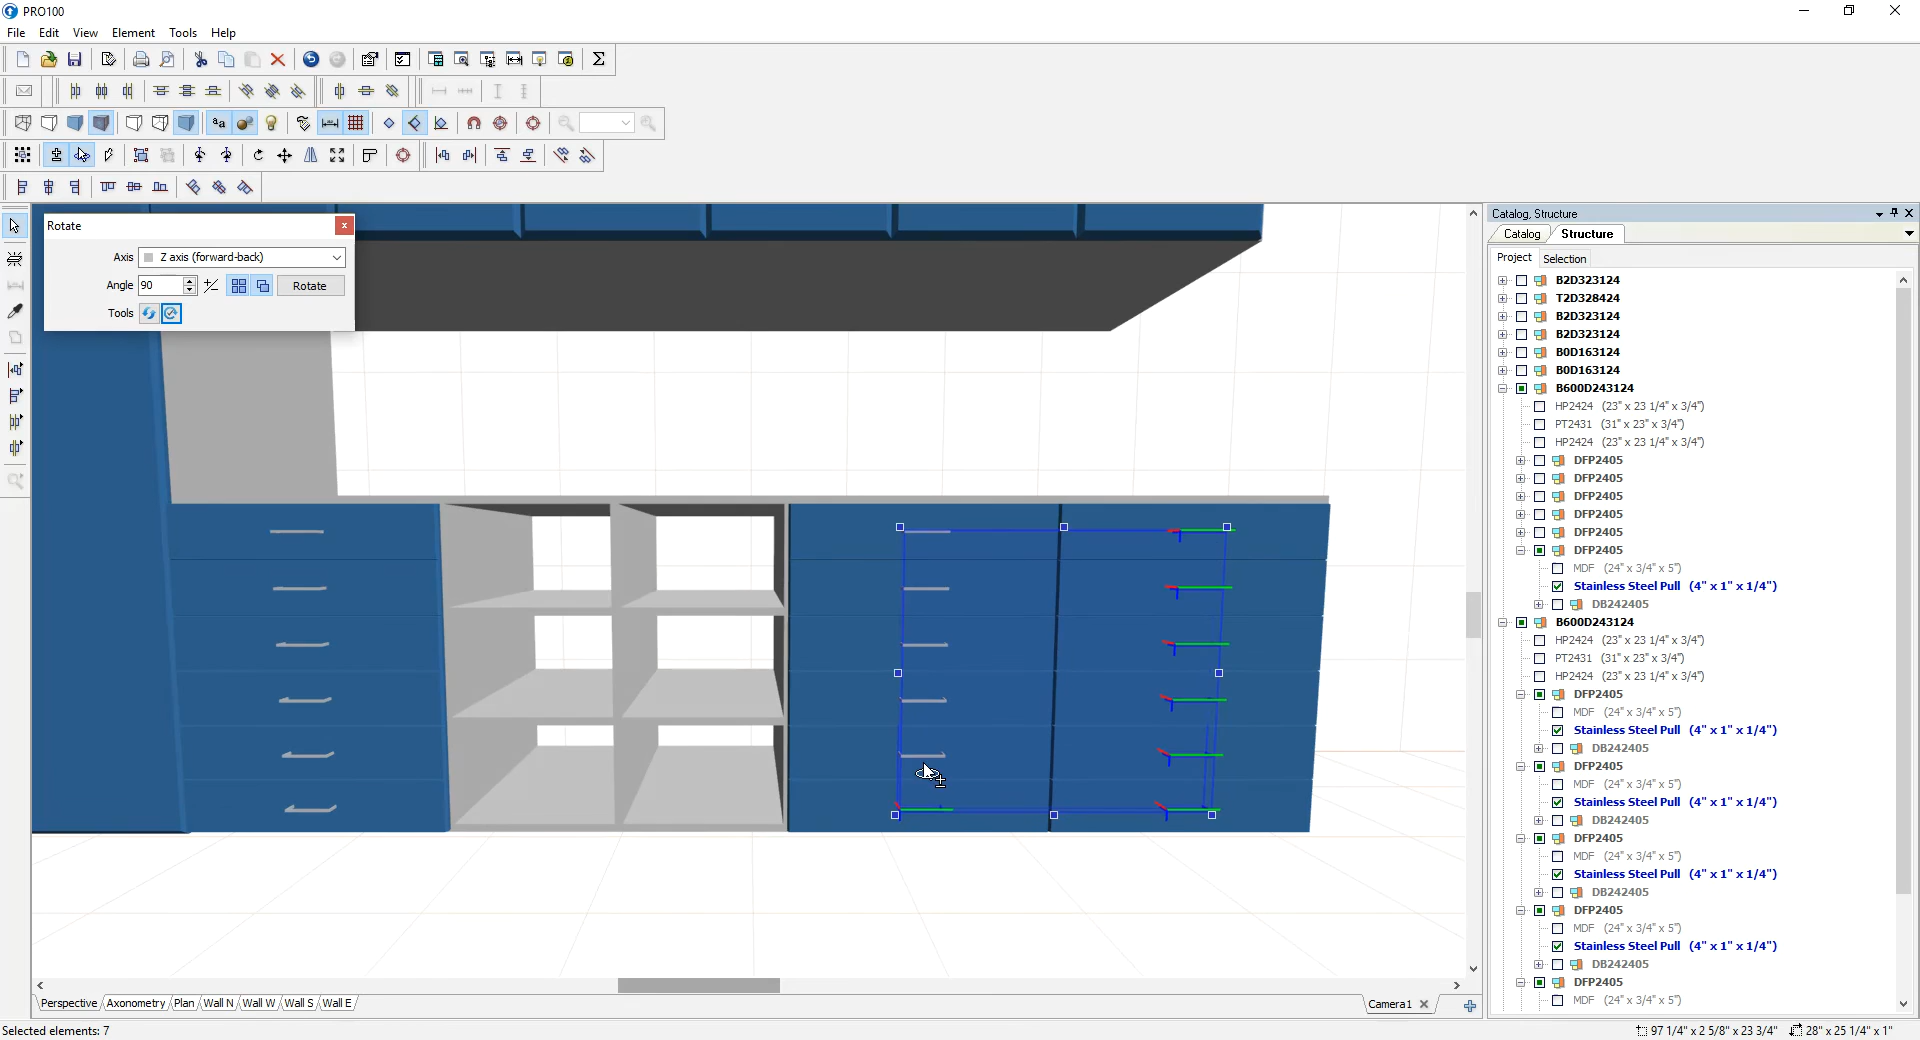 PRO100
File Edit View Element Tools Help
Rotate
Axis Z axis (forward-back)
Angle 90 Rotate
Tools
Catalog, Structure
Catalog Structure
Project Selection
B2D323124
T2D328424
B2D323124
B2D323124
B0D163124
B0D163124
B600D243124
HP2424 (23" x 23 1/4" x 3/4")
PT2431 (31" x 23" x 3/4")
HP2424 (23" x 23 1/4" x 3/4")
DFP2405
DFP2405
DFP2405
DFP2405
DFP2405
DFP2405
MDF (24" x 3/4" x 5")
Stainless Steel Pull (4" x 1" x 1/4")
DB242405
B600D243124
HP2424 (23" x 23 1/4" x 3/4")
PT2431 (31" x 23" x 3/4")
HP2424 (23" x 23 1/4" x 3/4")
DFP2405
MDF (24" x 3/4" x 5")
Stainless Steel Pull (4" x 1" x 1/4")
DB242405
DFP2405
MDF (24" x 3/4" x 5")
Stainless Steel Pull (4" x 1" x 1/4")
DB242405
DFP2405
MDF (24" x 3/4" x 5")
Stainless Steel Pull (4" x 1" x 1/4")
DB242405
DFP2405
MDF (24" x 3/4" x 5")
Stainless Steel Pull (4" x 1" x 1/4")
DB242405
DFP2405
MDF (24" x 3/4" x 5")
Perspective Axonometry Plan Wall N Wall W Wall S Wall E
Camera1
Selected elements: 7
97 1/4" x 2 5/8" x 23 3/4" 28" x 25 1/4" x 1"